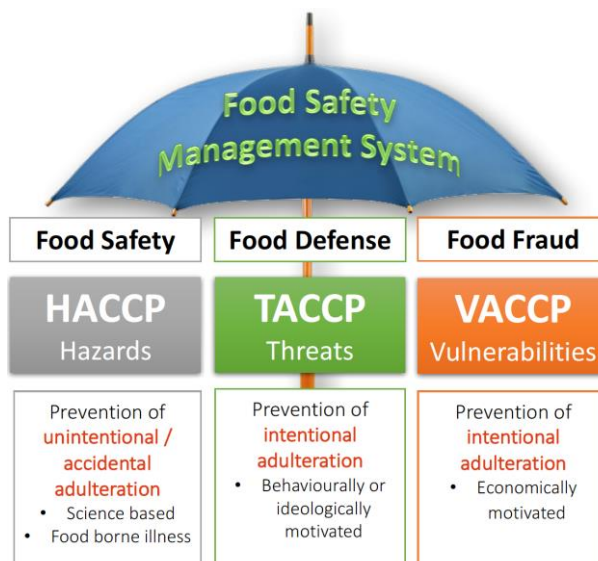 Food Safety
Management System
Food Safety
Food Defense
Food Fraud
HACCP
Hazards
TACCP
Threats
VACCP
Vulnerabilities
Prevention of
unintentional /
accidental
adulteration
• Science based
• Food borne illness
Prevention of
intentional
adulteration
• Behaviourally or
ideologically
motivated
Prevention of
intentional
adulteration
• Economically
motivated